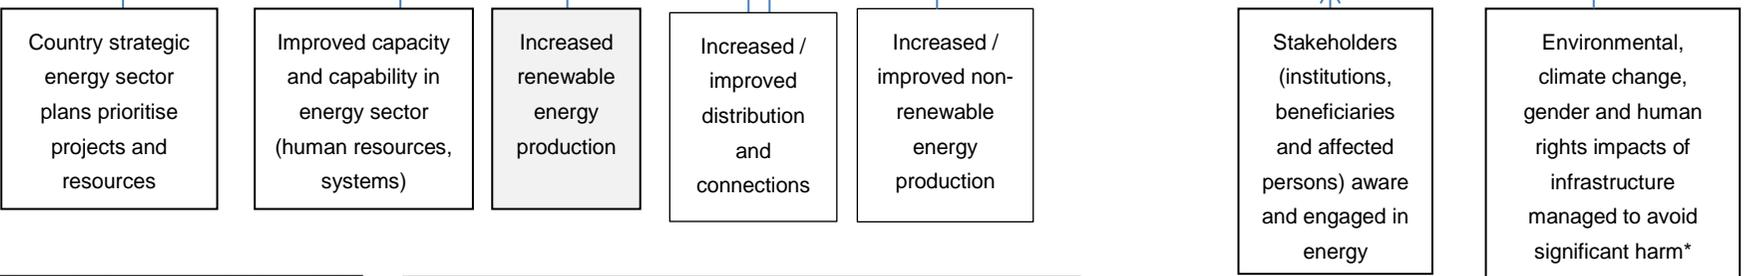 Country strategic
energy sector
plans prioritise
projects and
resources
Improved capacity
and capability in
energy sector
(human resources,
systems)
Increased
renewable
energy
production
Increased /
improved
distribution
and
connections
Increased /
improved non-
renewable
energy
production
Stakeholders
(institutions,
beneficiaries
and affected
persons) aware
and engaged in
energy
Environmental,
climate change,
gender and human
rights impacts of
infrastructure
managed to avoid
significant harm*